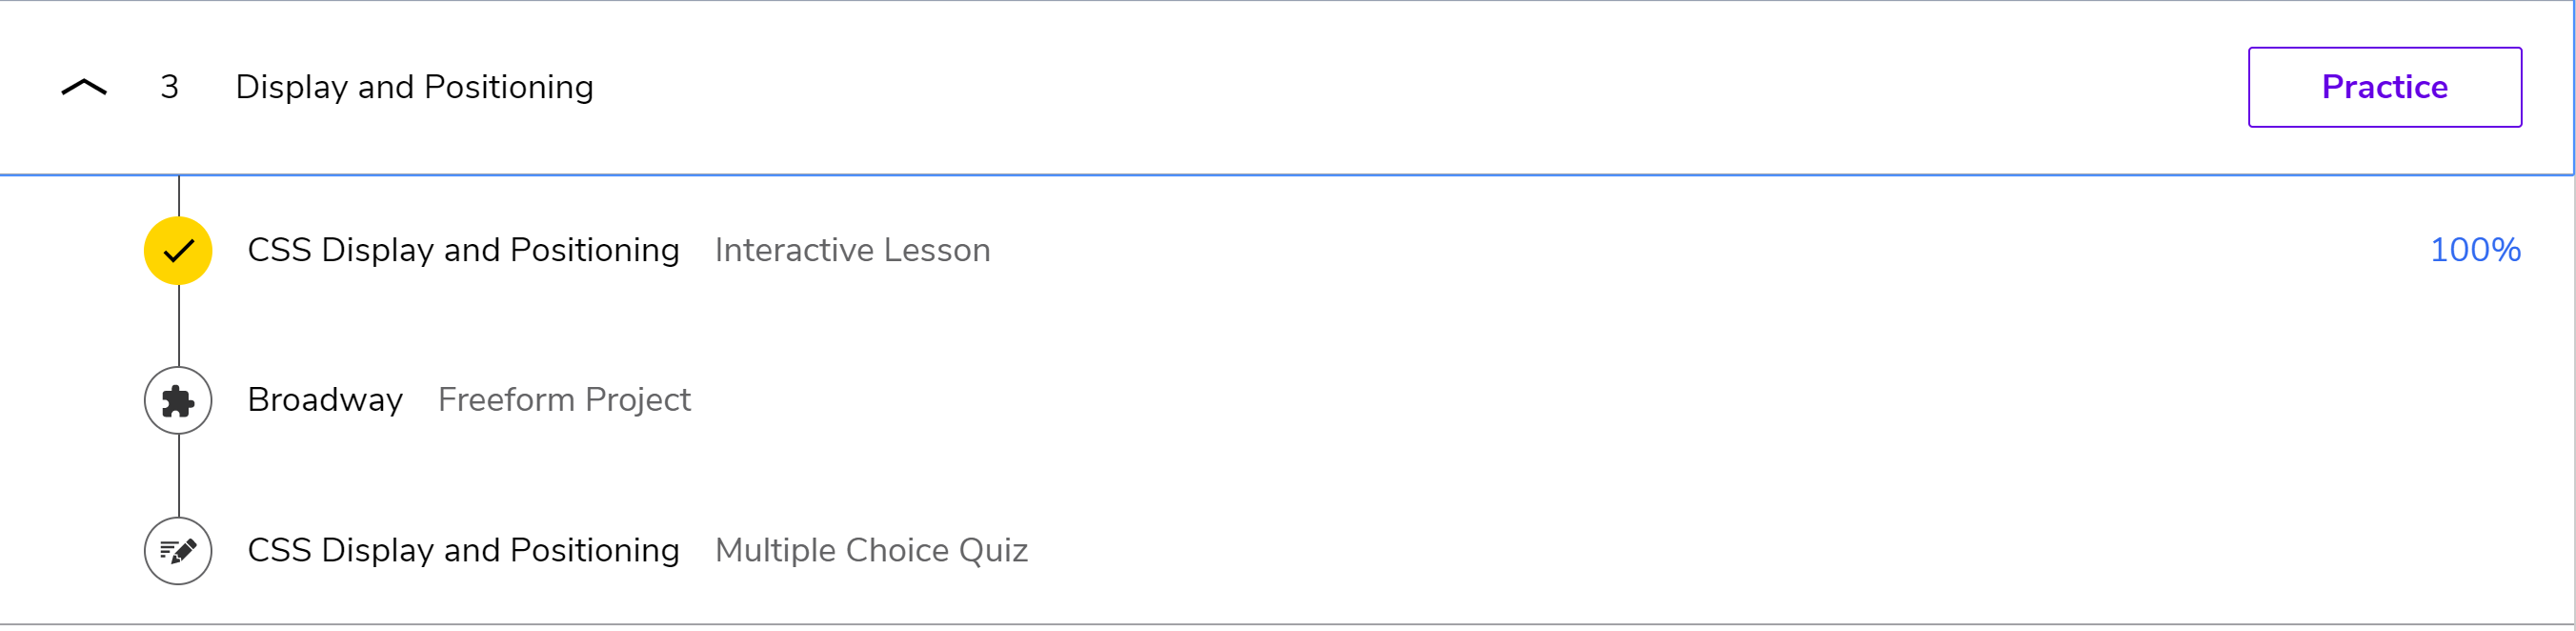 3 Display and Positioning Practice
CSS Display and Positioning Interactive Lesson 100%
Broadway Freeform Project
CSS Display and Positioning Multiple Choice Quiz